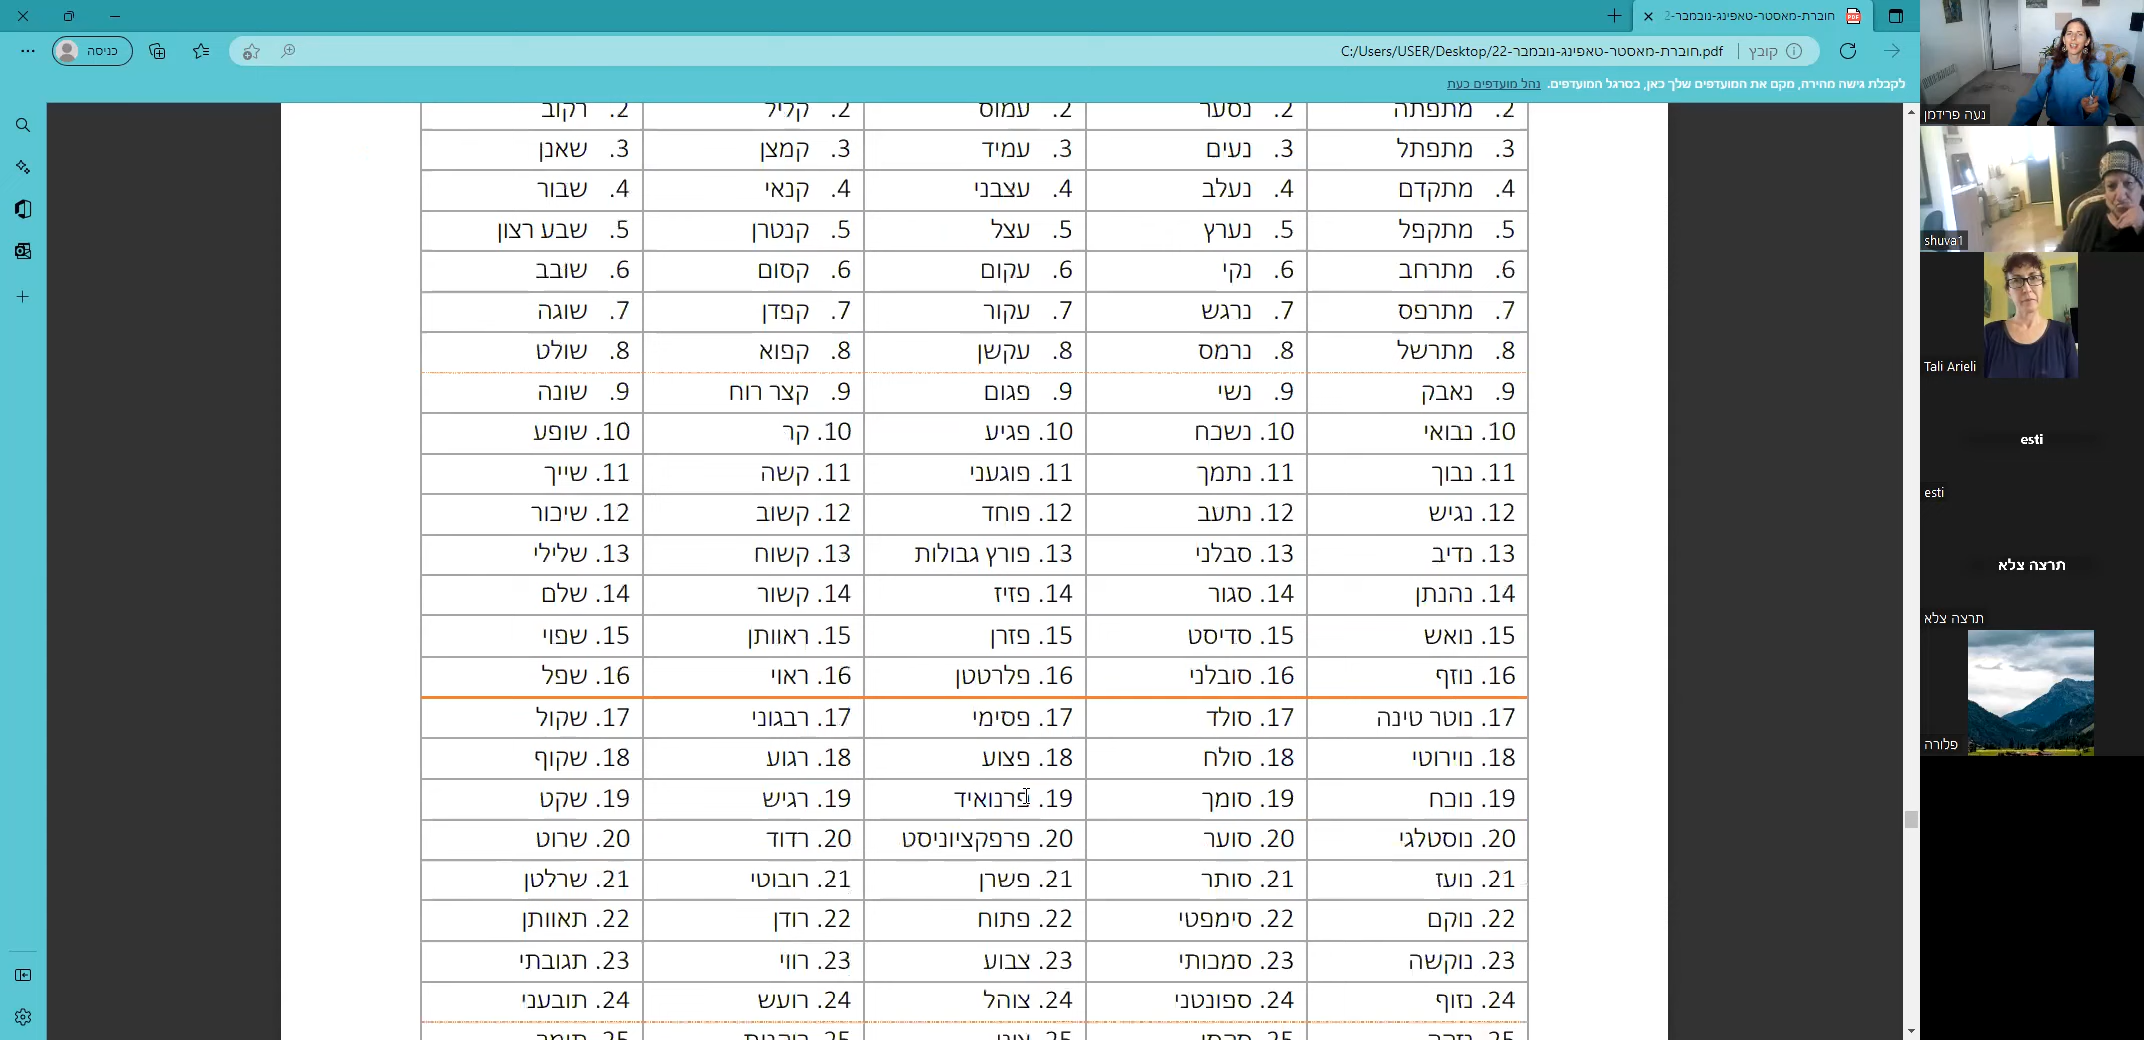 חוברת-מאסטר-טאפינג-נובמבר-2
כניסה
קובץ
C:/Users/USER/Desktop/חוברת-מאסטר-טאפינג-נובמבר-22.pdf
לקבלת גישה מהירה, מקם את המועדפים שלך כאן, בסרגל המועדפים. נהל מועדפים כעת
2. מתפתה 2. נסער 2. עמוס 2. קליל 2. רקוב
3. מתפתל 3. נעים 3. עמיד 3. קמצן 3. שאנן
4. מתקדם 4. נעלב 4. עצבני 4. קנאי 4. שבור
5. מתקפל 5. נערץ 5. עצל 5. קנטרן 5. שבע רצון
6. מתרחב 6. נקי 6. עקום 6. קסום 6. שובב
7. מתרפס 7. נרגש 7. עקור 7. קפדן 7. שוגה
8. מתרשל 8. נרמס 8. עקשן 8. קפוא 8. שולט
9. נאבק 9. נשי 9. פגום 9. קצר רוח 9. שונה
10. נבואי 10. נשכח 10. פגיע 10. קר 10. שופע
11. נבוך 11. נתמך 11. פוגעני 11. קשה 11. שייך
12. נגיש 12. נתעב 12. פוחד 12. קשוב 12. שיכור
13. נדיב 13. סבלני 13. פורץ גבולות 13. קשוח 13. שלילי
14. נהנתן 14. סגור 14. פזיז 14. קשור 14. שלם
15. נואש 15. סדיסט 15. פזרן 15. ראוותן 15. שפוי
16. נוזף 16. סובלני 16. פלרטטן 16. ראוי 16. שפל
17. נוטר טינה 17. סולד 17. פסימי 17. רבגוני 17. שקול
18. נוירוטי 18. סולח 18. פצוע 18. רגוע 18. שקוף
19. נוכח 19. סומך 19. פרנואיד 19. רגיש 19. שקט
20. נוסטלגי 20. סוער 20. פרפקציוניסט 20. רדוד 20. שרוט
21. נועז 21. סותר 21. פשרן 21. רובוטי 21. שרלטן
22. נוקם 22. סימפטי 22. פתוח 22. רודן 22. תאוותן
23. נוקשה 23. סמכותי 23. צבוע 23. רווי 23. תגובתי
24. נזוף 24. ספונטני 24. צוהל 24. רועש 24. תובעני
נעה פרידמן
shuva1
Tali Arieli
esti
esti
תרצה צלא
תרצה צלא
פלורה